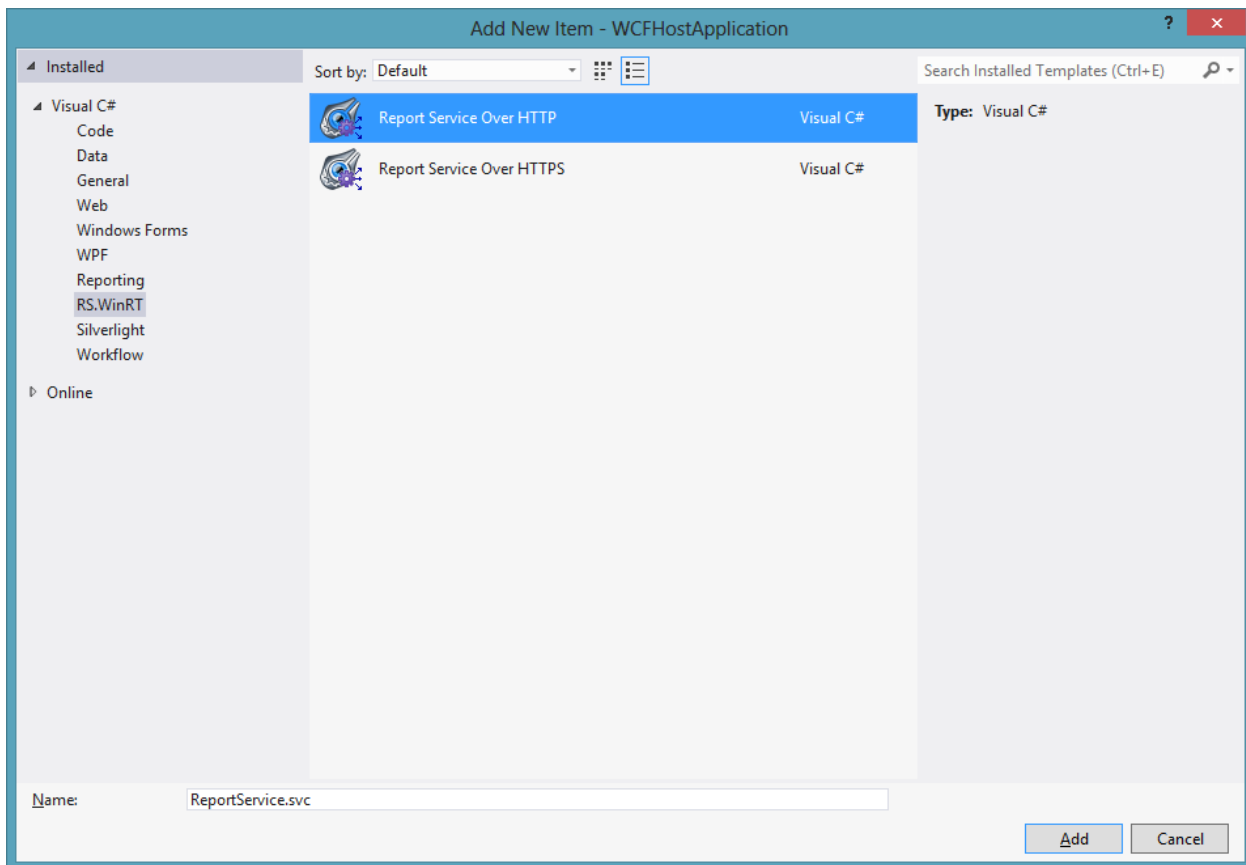 Add New Item - WCFHostApplication
?
Installed
Sort by: Default
Search Installed Templates (Ctrl+E)
Visual C#
Code
Data
General
Web
Windows Forms
WPF
Reporting
RS.WinRT
Silverlight
Workflow
Online
Report Service Over HTTP Visual C#
Report Service Over HTTPS Visual C#
Type: Visual C#
Name: ReportService.svc
Add Cancel